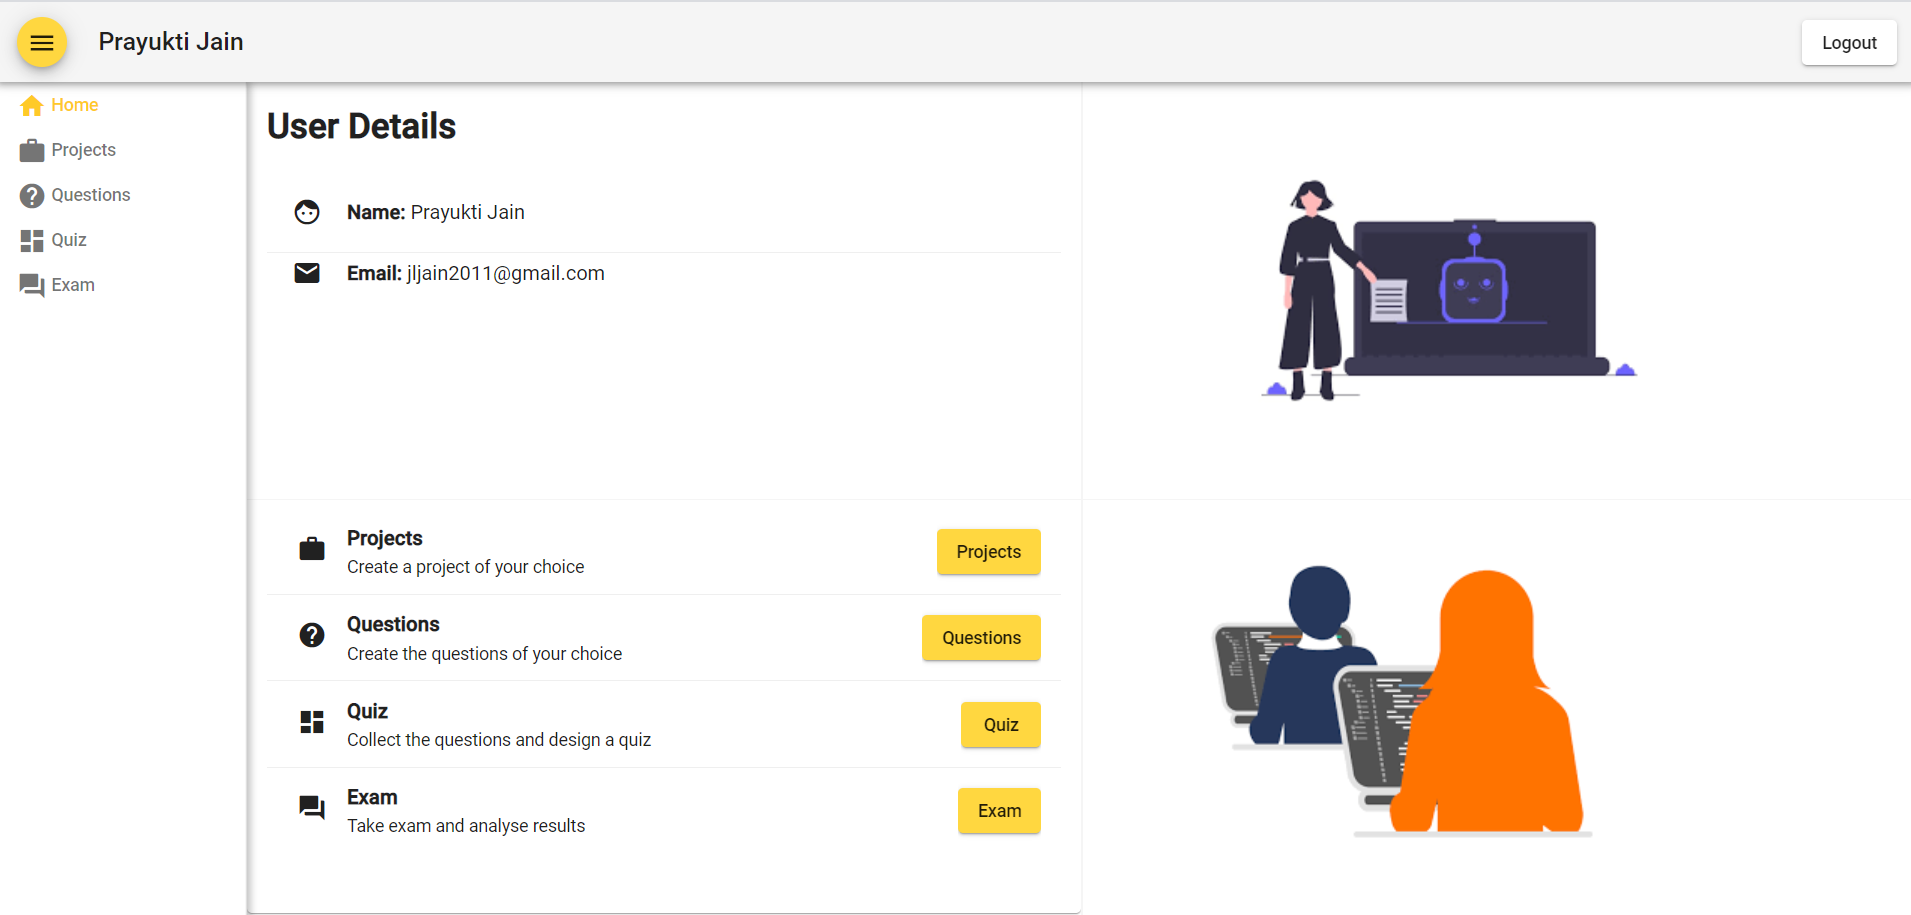 Prayukti Jain
Logout
Home
Projects
Questions
Quiz
Exam
User Details
Name: Prayukti Jain
Email: jljain2011@gmail.com
Projects
Create a project of your choice
Projects
Questions
Create the questions of your choice
Questions
Quiz
Collect the questions and design a quiz
Quiz
Exam
Take exam and analyse results
Exam